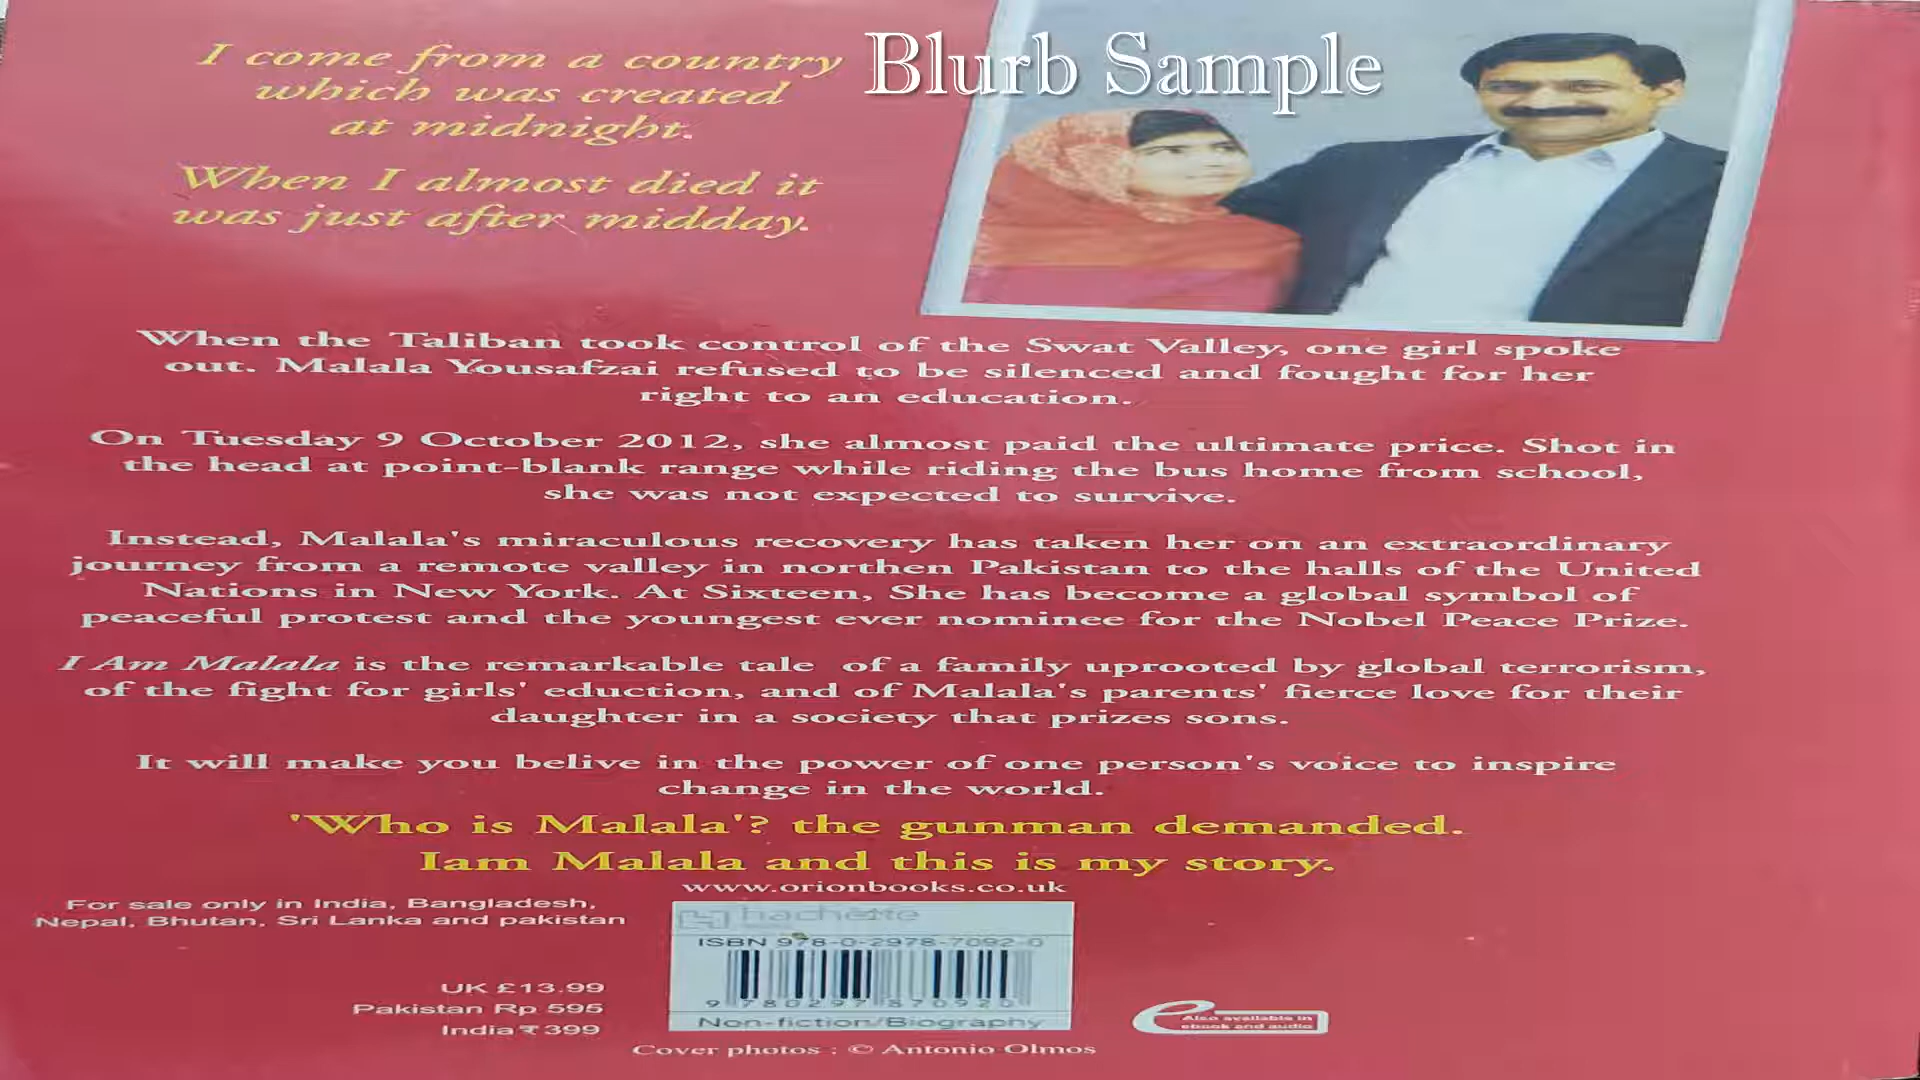 Blurb Sample
I come from a country
which was created
at midnight.
When I almost died it
was just after midday.
When the Taliban took control of the Swat Valley, one girl spoke
out. Malala Yousafzai refused to be silenced and fought for her
right to an education.
On Tuesday 9 October 2012, she almost paid the ultimate price. Shot in
the head at point-blank range while riding the bus home from school,
she was not expected to survive.
Instead, Malala's miraculous recovery has taken her on an extraordinary
journey from a remote valley in northen Pakistan to the halls of the United
Nations in New York. At Sixteen, She has become a global symbol of
peaceful protest and the youngest ever nominee for the Nobel Peace Prize.
I Am Malala is the remarkable tale of a family uprooted by global terrorism,
of the fight for girls' eduction, and of Malala's parents' fierce love for their
daughter in a society that prizes sons.
It will make you belive in the power of one person's voice to inspire
change in the world.
'Who is Malala'? the gunman demanded.
Iam Malala and this is my story.
www.orionbooks.co.uk
For sale only in India, Bangladesh,
Nepal, Bhutan, Sri Lanka and pakistan
hachette
ISBN 978-0-2978-7092-0
9 780297 870920
Non-fiction/Biography
UK £13.99
Pakistan Rp 595
India ₹ 399
Also available in
ebook and audio
Cover photos : © Antonio Olmos